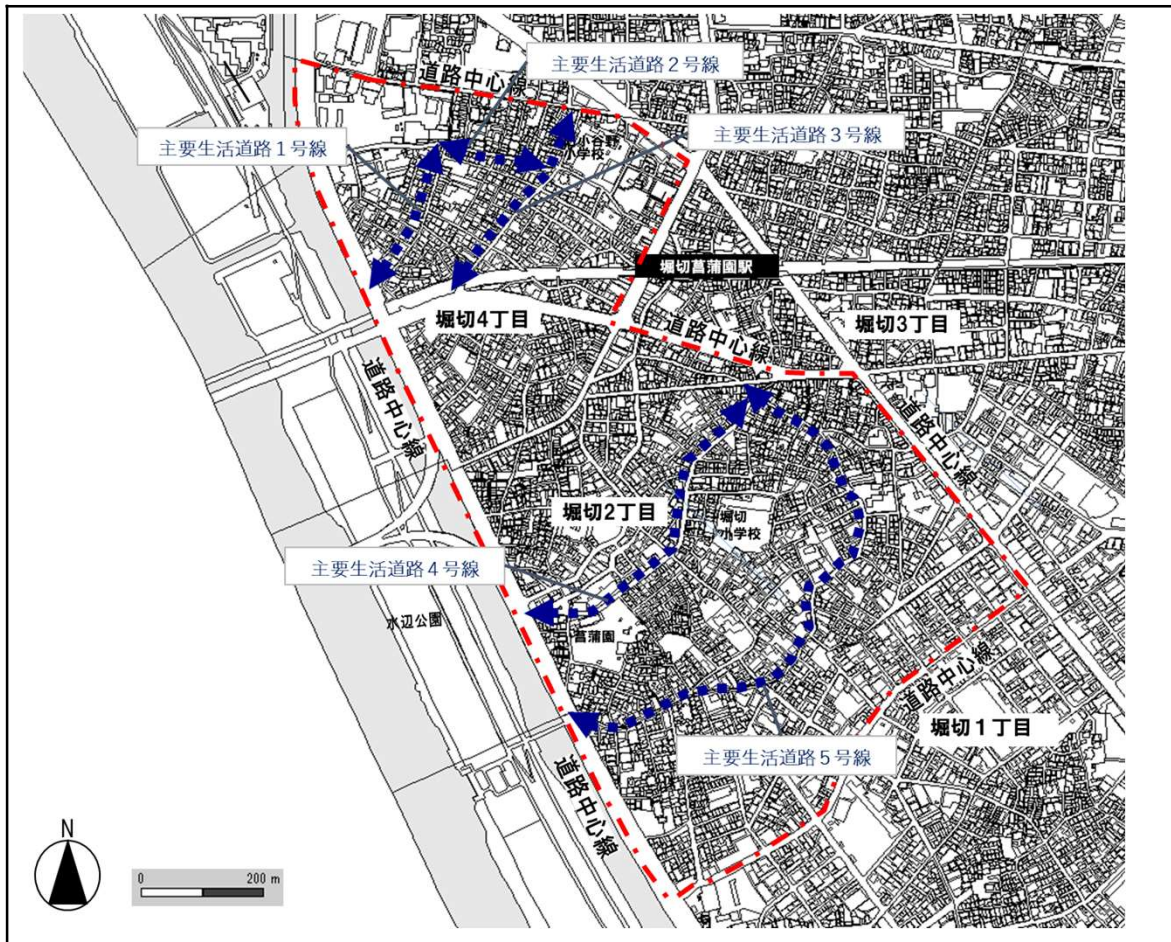 主要生活道路２号線
道路中心線
主要生活道路１号線
主要生活道路３号線
小谷野
小学校
堀切菖蒲園駅
堀切4丁目
道路中心線
堀切3丁目
道路中心線
道路中心線
堀切2丁目
堀切
小学校
主要生活道路４号線
水辺公園
菖蒲園
道路中心線
堀切１丁目
主要生活道路５号線
道路中心線
N
0 200 m